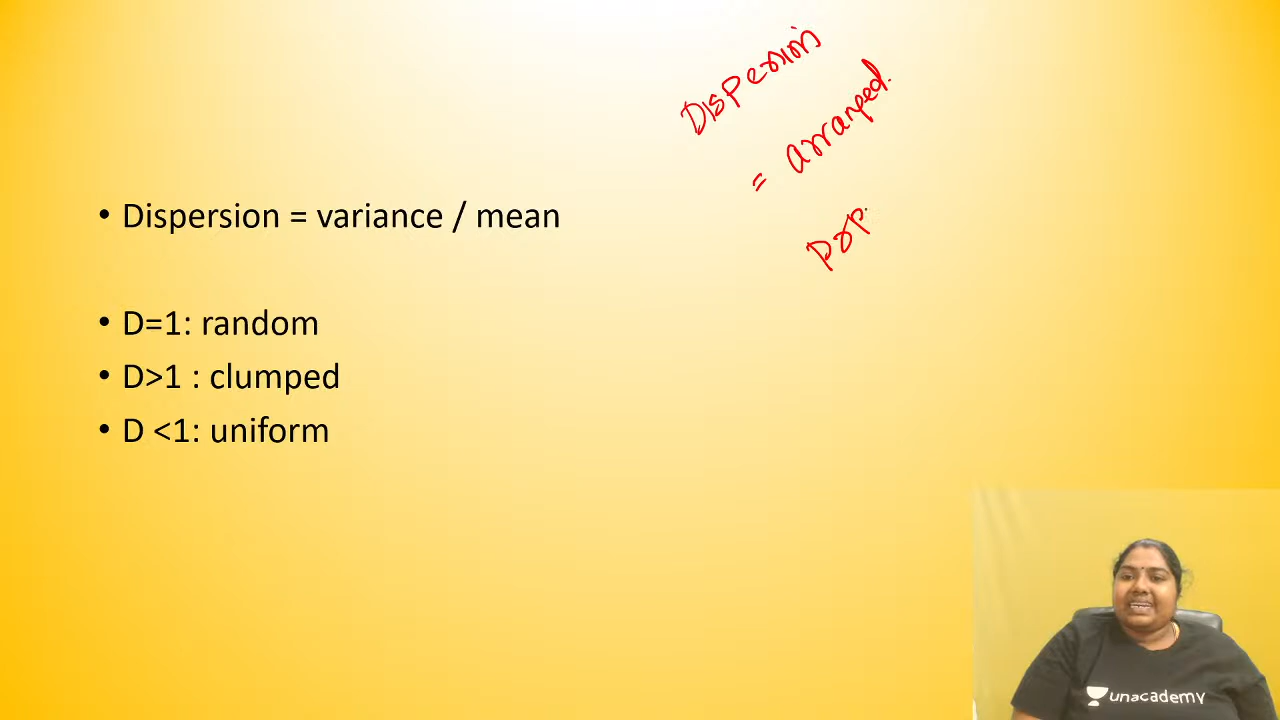 Dispersion
= arranged.
pop.
• Dispersion = variance / mean
• D=1: random
• D>1 : clumped
• D <1: uniform
unacademy